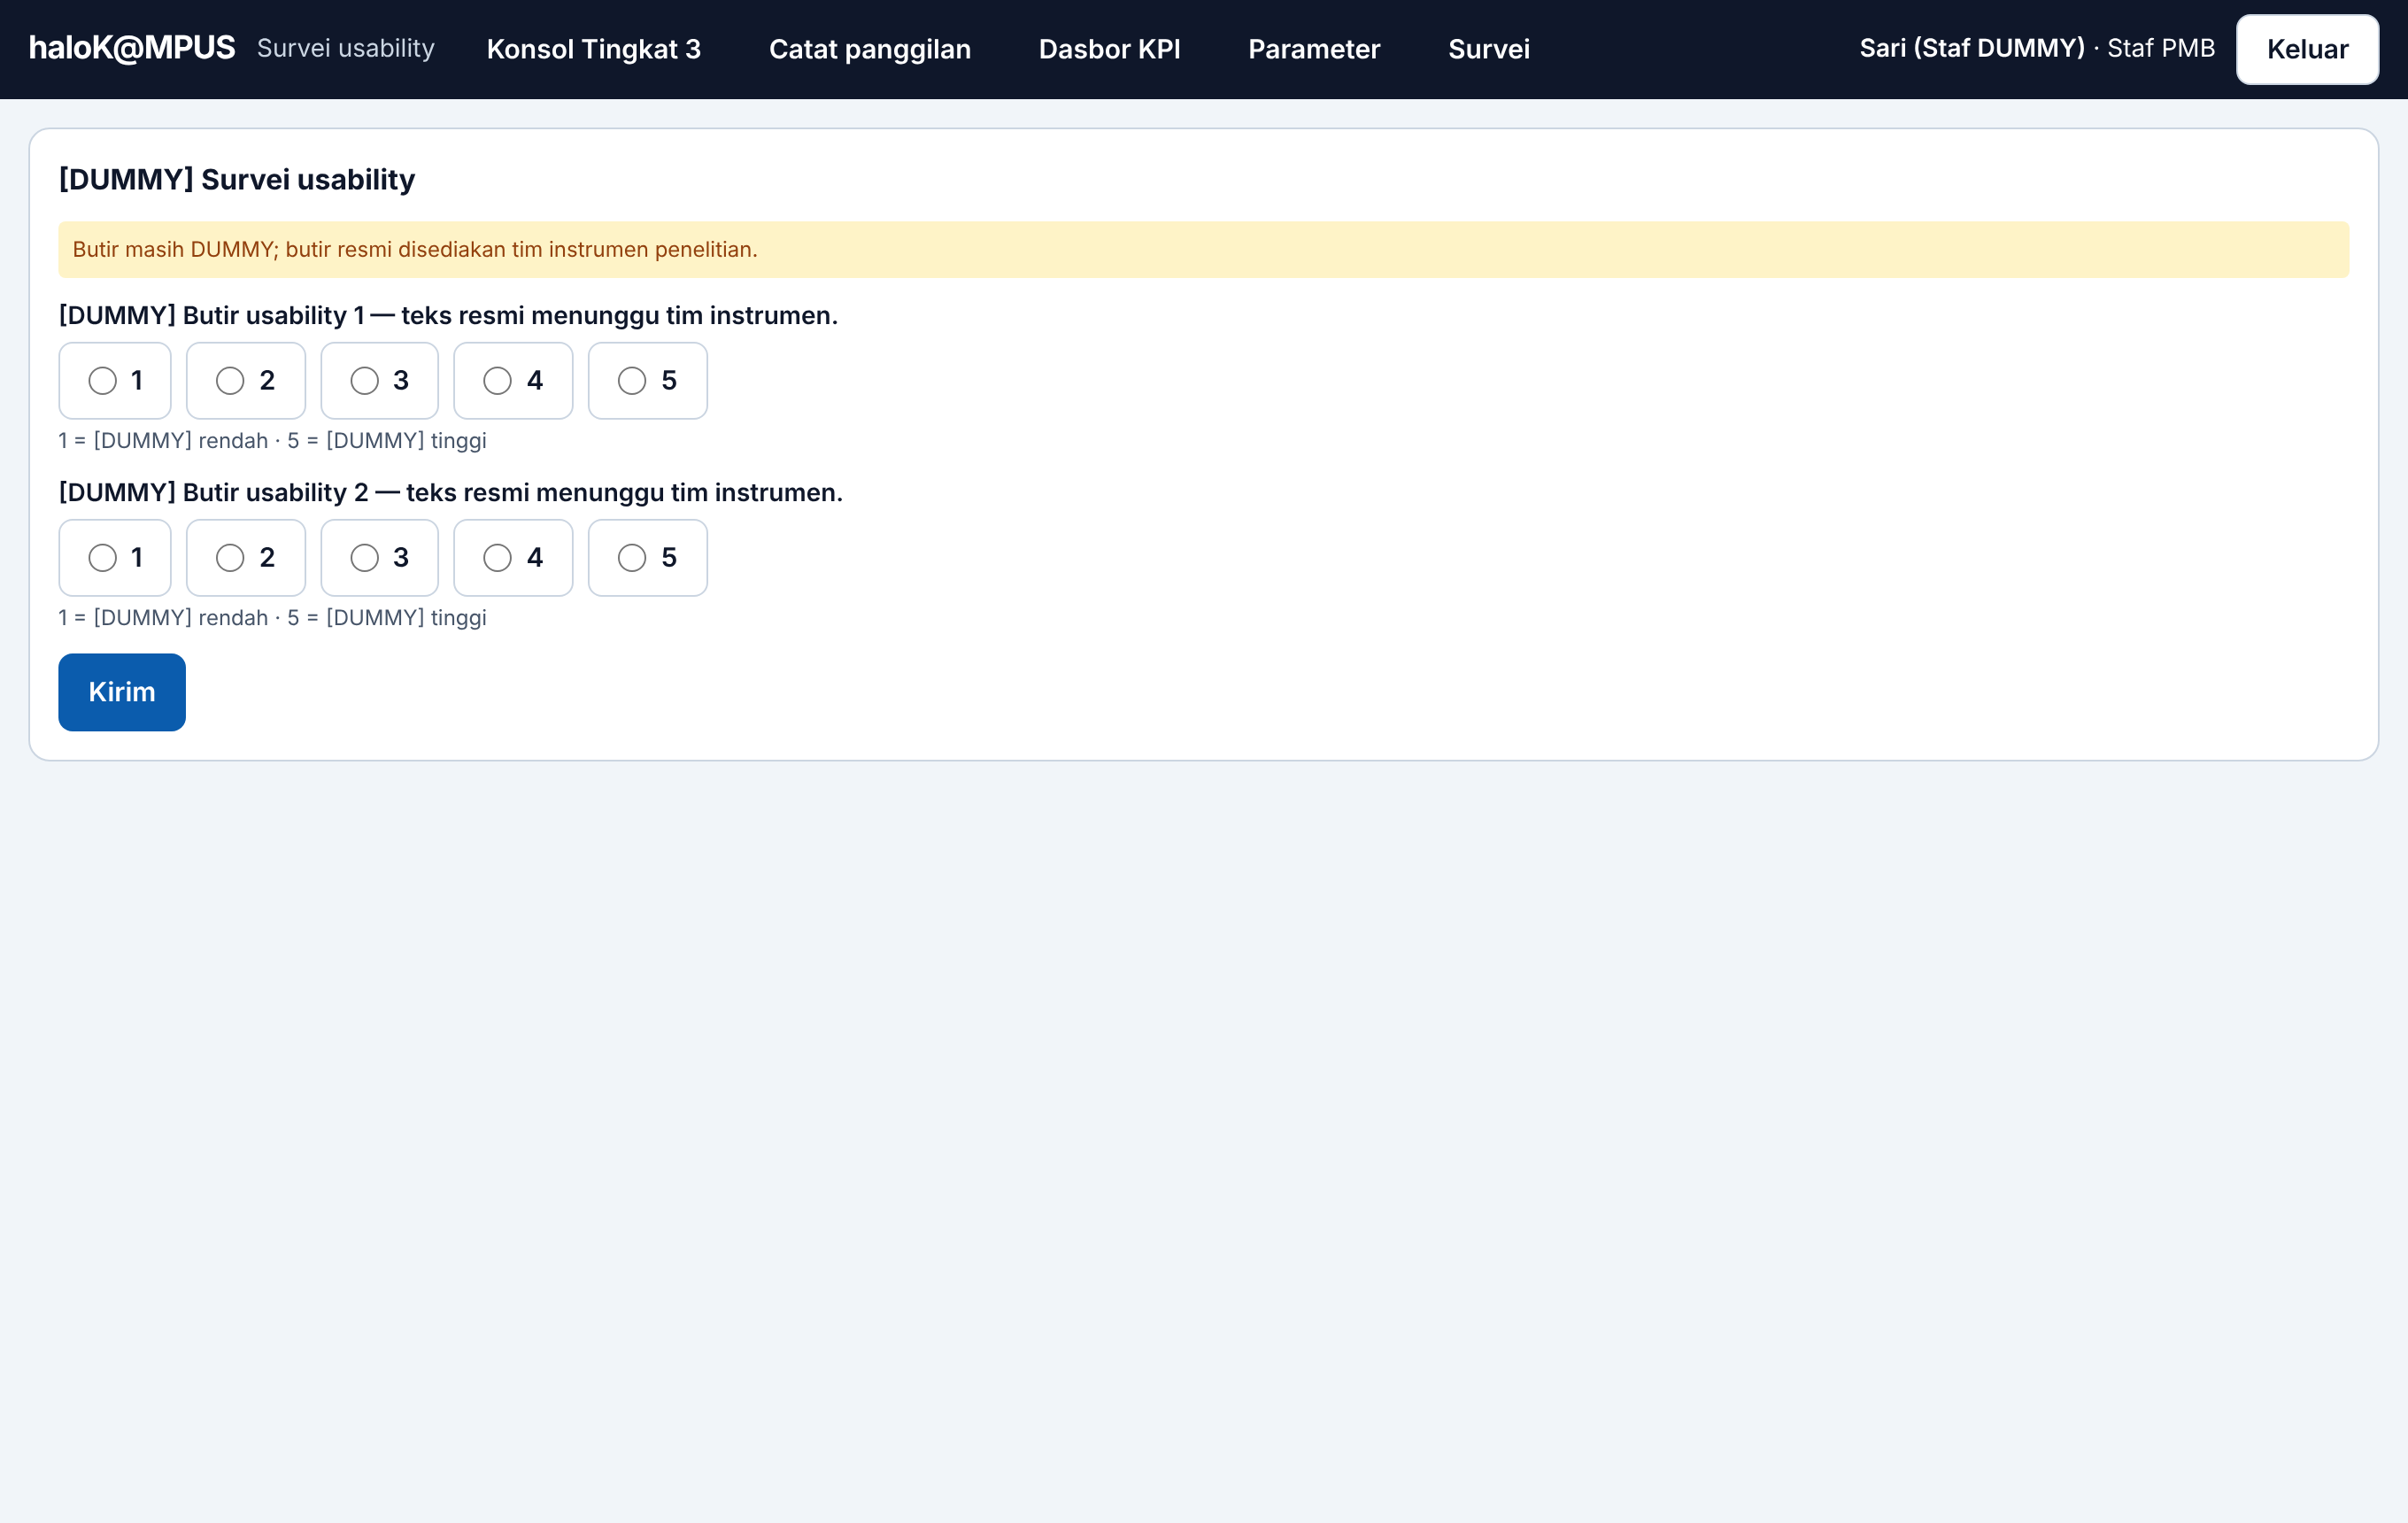 haloK@MPUS Survei usability Konsol Tingkat 3 Catat panggilan Dasbor KPI Parameter Survei Sari (Staf DUMMY) · Staf PMB Keluar
[DUMMY] Survei usability
Butir masih DUMMY; butir resmi disediakan tim instrumen penelitian.
[DUMMY] Butir usability 1 — teks resmi menunggu tim instrumen.
1 2 3 4 5
1 = [DUMMY] rendah · 5 = [DUMMY] tinggi
[DUMMY] Butir usability 2 — teks resmi menunggu tim instrumen.
1 2 3 4 5
1 = [DUMMY] rendah · 5 = [DUMMY] tinggi
Kirim